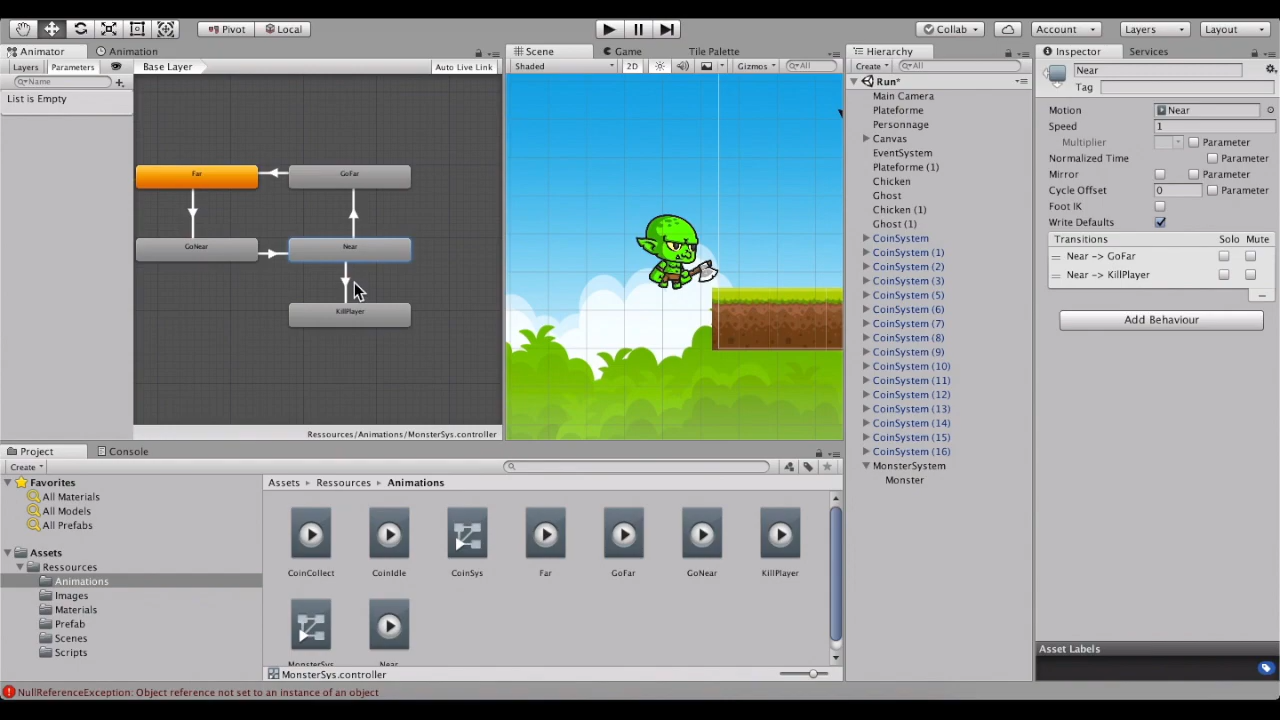 Pivot Local Collab Account Layers Layout
Animator Animation
Layers Parameters
Base Layer
Auto Live Link
Name
List is Empty
Far
GoFar
GoNear
Near
KillPlayer
Ressources/Animations/MonsterSys.controller
Scene Game Tile Palette
Shaded 2D Gizmos All
Hierarchy
Create All
Run*
Main Camera
Plateforme
Personnage
Canvas
EventSystem
Plateforme (1)
Chicken
Ghost
Chicken (1)
Ghost (1)
CoinSystem
CoinSystem (1)
CoinSystem (2)
CoinSystem (3)
CoinSystem (5)
CoinSystem (6)
CoinSystem (7)
CoinSystem (8)
CoinSystem (9)
CoinSystem (10)
CoinSystem (11)
CoinSystem (12)
CoinSystem (13)
CoinSystem (14)
CoinSystem (15)
CoinSystem (16)
MonsterSystem
Monster
Inspector Services
Near
Tag
Motion Near
Speed 1
Multiplier Parameter
Normalized Time Parameter
Mirror Parameter
Cycle Offset 0 Parameter
Foot IK
Write Defaults
Transitions Solo Mute
Near -> GoFar
Near -> KillPlayer
Add Behaviour
Asset Labels
Project Console
Create
Favorites
All Materials
All Models
All Prefabs
Assets
Ressources
Animations
Images
Materials
Prefab
Scenes
Scripts
Assets Ressources Animations
CoinCollect CoinIdle CoinSys Far GoFar GoNear KillPlayer
MonsterSys Near
MonsterSys.controller
NullReferenceException: Object reference not set to an instance of an object